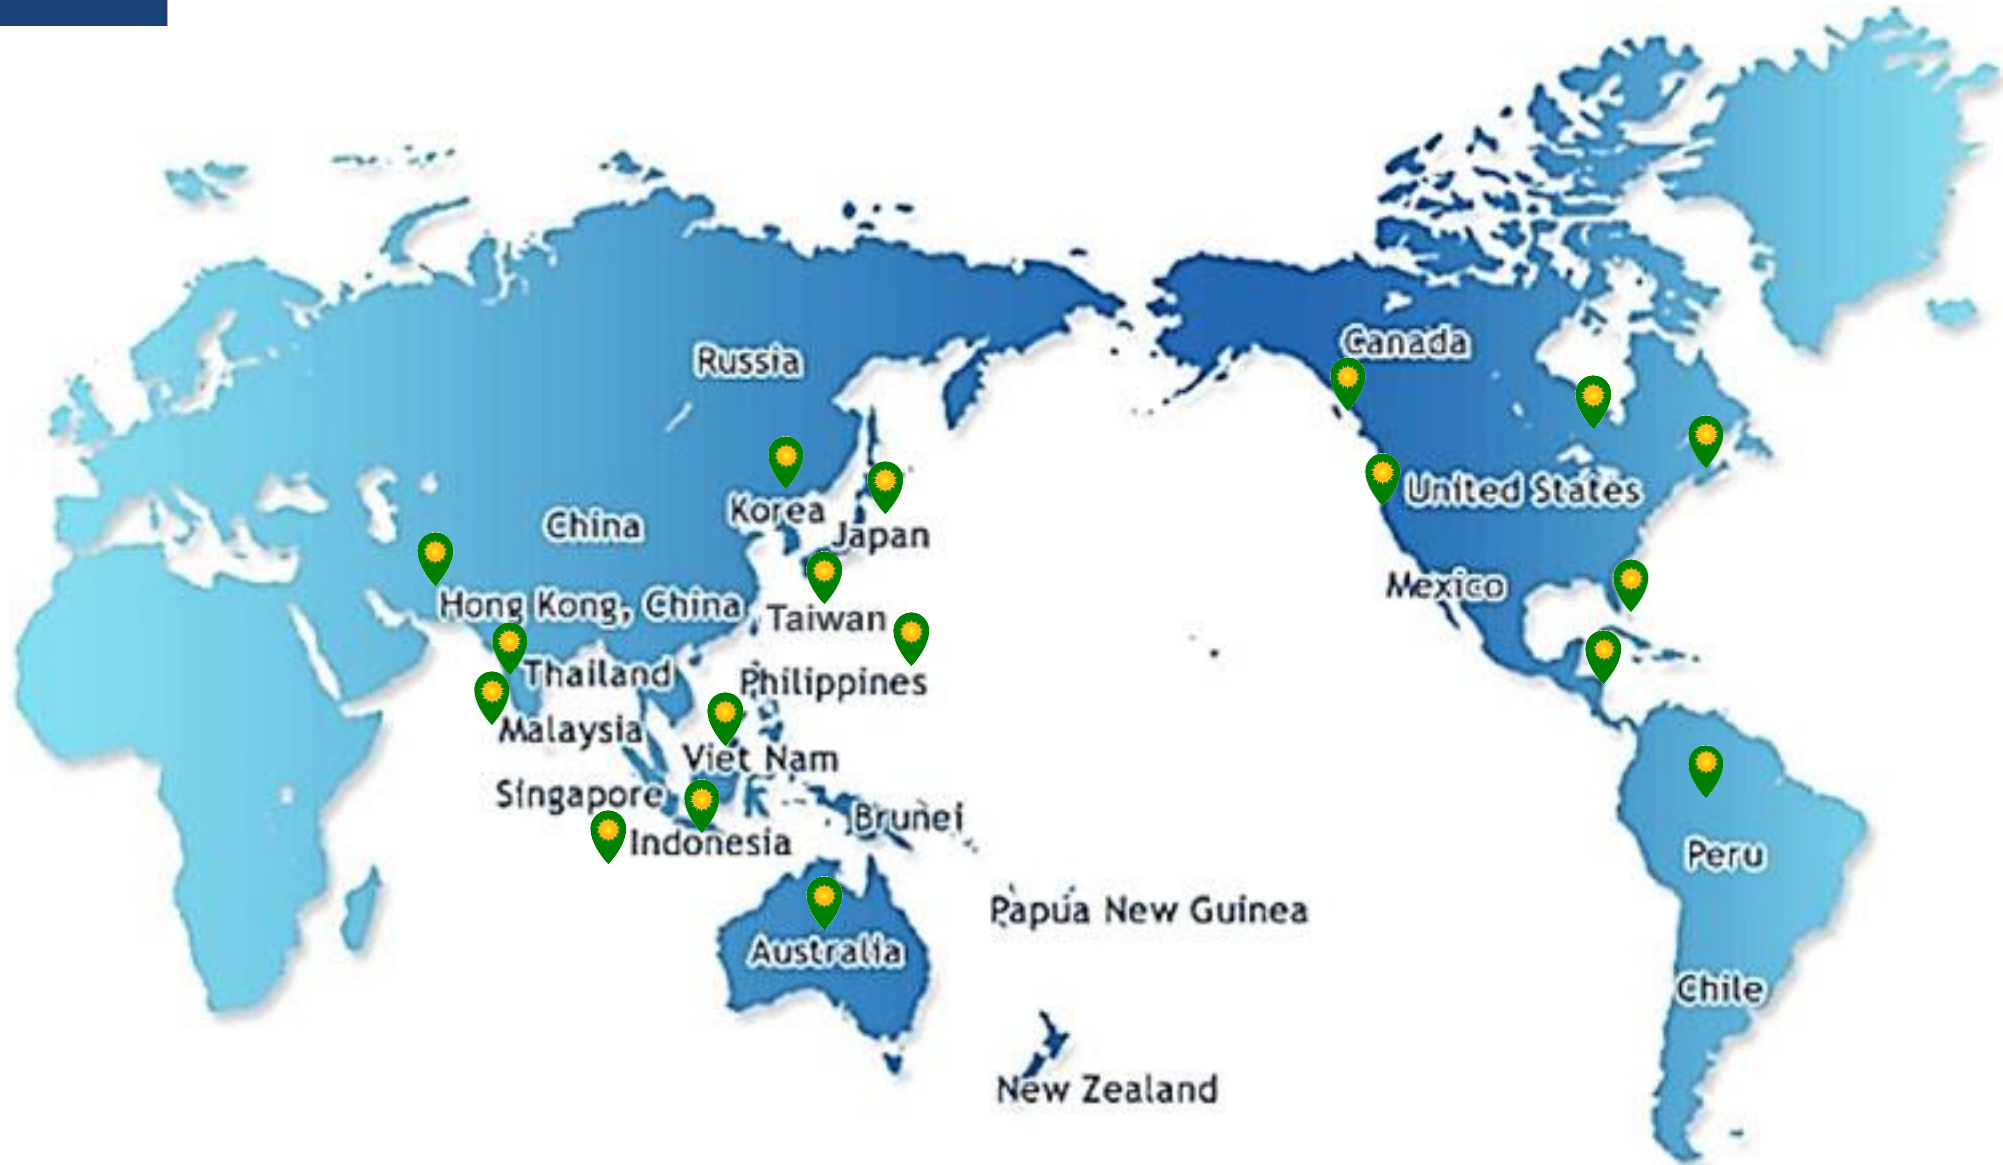 Canada
Russia
United States
Korea
China
Japan
Mexico
Hong Kong, China
Taiwan
Thailand
Philippines
Malaysia
Viet Nam
Singapore
Brunei
Indonesia
Peru
Papua New Guinea
Australia
Chile
New Zealand